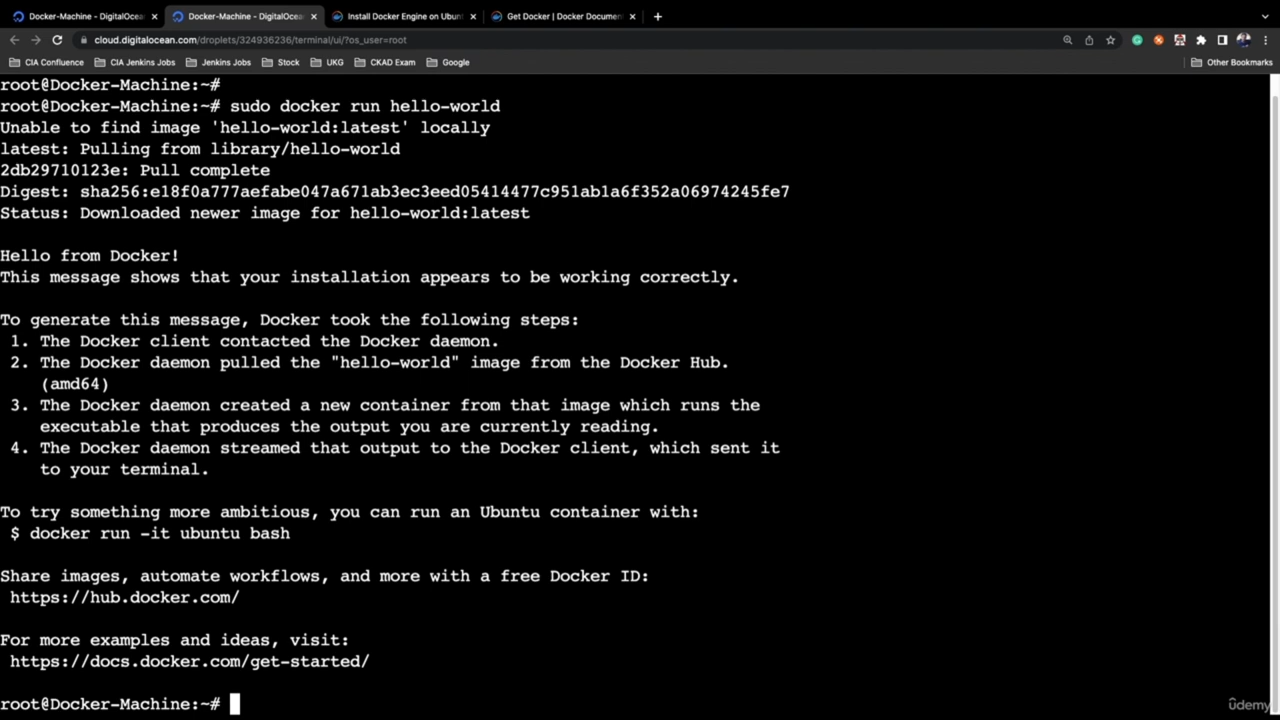 Docker-Machine - DigitalOcean
Docker-Machine - DigitalOcean
Install Docker Engine on Ubunt
Get Docker | Docker Document
cloud.digitalocean.com/droplets/324936236/terminal/ui/?os_user=root
CIA Confluence
CIA Jenkins Jobs
Jenkins Jobs
Stock
UKG
CKAD Exam
Google
Other Bookmarks
root@Docker-Machine:~#
root@Docker-Machine:~# sudo docker run hello-world
Unable to find image 'hello-world:latest' locally
latest: Pulling from library/hello-world
2db29710123e: Pull complete
Digest: sha256:e18f0a777aefabe047a671ab3ec3eed05414477c951ab1a6f352a06974245fe7
Status: Downloaded newer image for hello-world:latest
Hello from Docker!
This message shows that your installation appears to be working correctly.
To generate this message, Docker took the following steps:
1. The Docker client contacted the Docker daemon.
2. The Docker daemon pulled the "hello-world" image from the Docker Hub.
(amd64)
3. The Docker daemon created a new container from that image which runs the
executable that produces the output you are currently reading.
4. The Docker daemon streamed that output to the Docker client, which sent it
to your terminal.
To try something more ambitious, you can run an Ubuntu container with:
$ docker run -it ubuntu bash
Share images, automate workflows, and more with a free Docker ID:
https://hub.docker.com/
For more examples and ideas, visit:
https://docs.docker.com/get-started/
root@Docker-Machine:~#
ûdemy